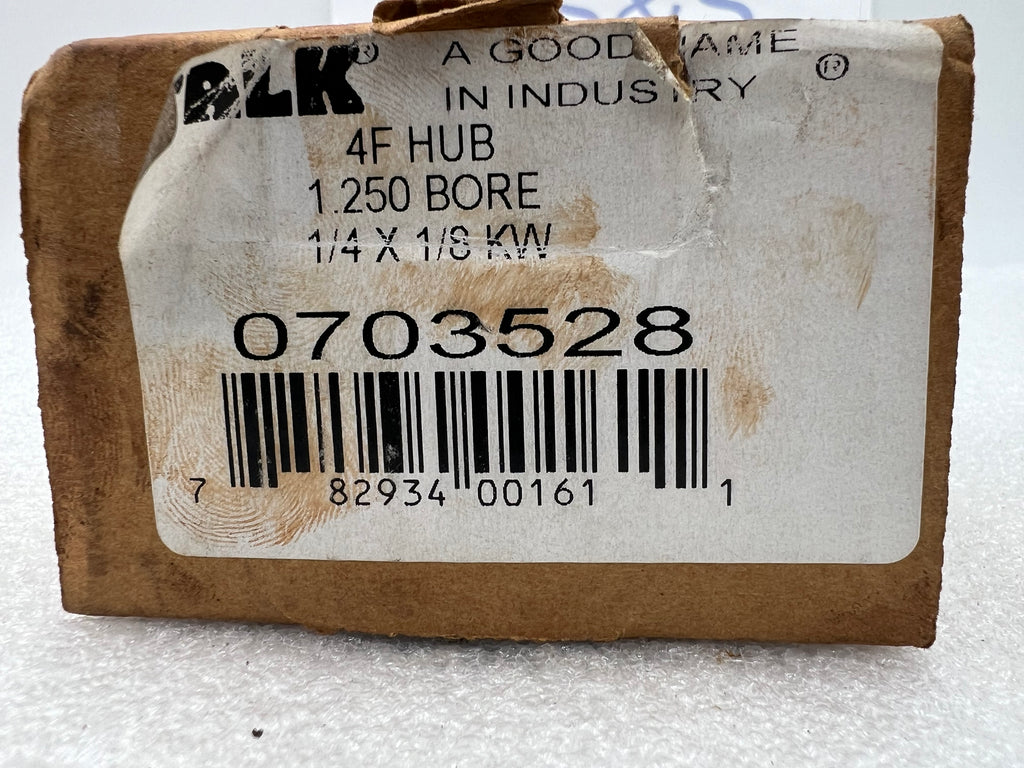 ALK® A GOOD NAME
IN INDUSTRY ®
4F HUB
1.250 BORE
1/4 X 1/8 KW
0703528
7 82934 00161 1